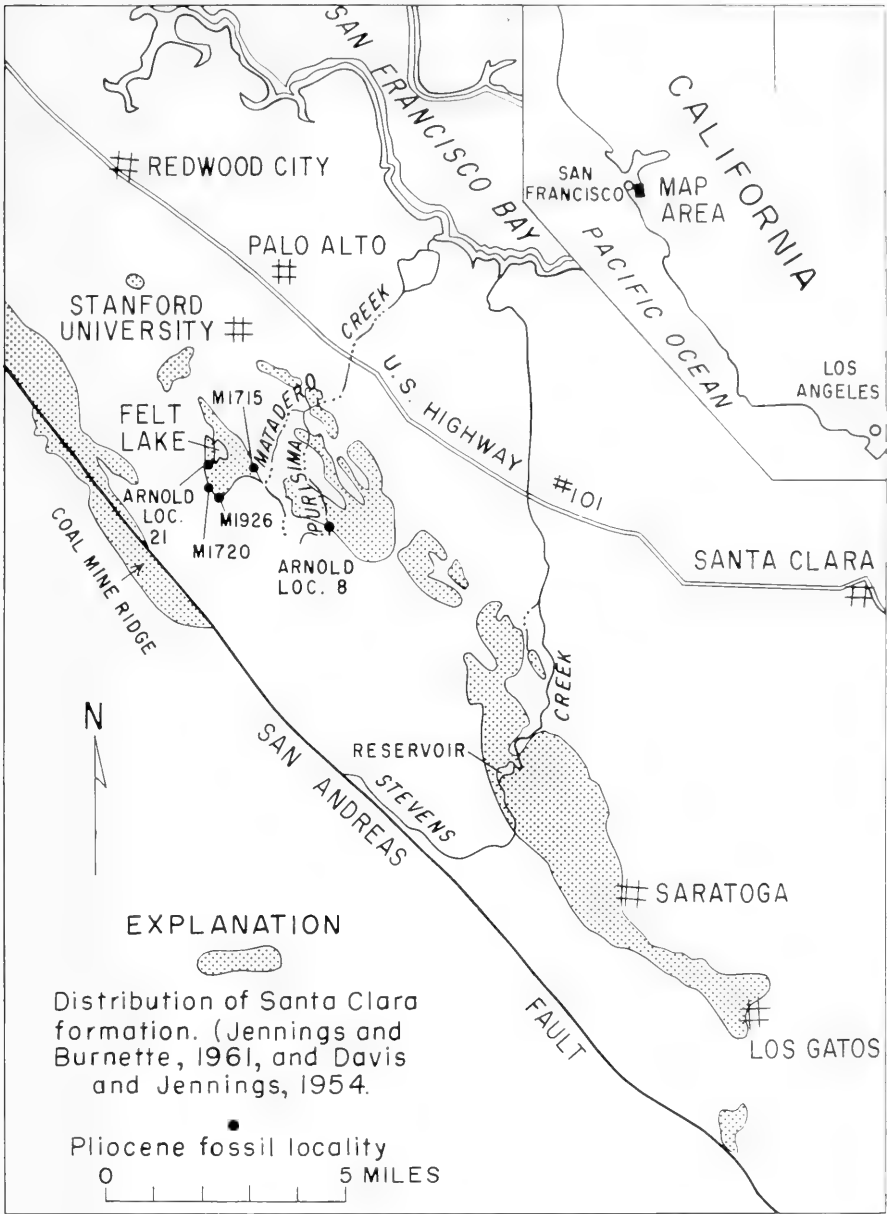 SAN FRANCISCO BAY
CALIFORNIA
SAN
FRANCISCO
MAP
AREA
PACIFIC OCEAN
LOS
ANGELES
REDWOOD CITY
PALO ALTO
STANFORD
UNIVERSITY
CREEK
MATADERO
U.S. HIGHWAY #101
M1715
FELT
LAKE
PURISIMA
ARNOLD
LOC.
21
M1926
M1720
ARNOLD
LOC. 8
COAL MINE RIDGE
SANTA CLARA
N
SAN ANDREAS FAULT
RESERVOIR
STEVENS CREEK
SARATOGA
LOS GATOS
EXPLANATION
Distribution of Santa Clara
formation. (Jennings and
Burnette, 1961, and Davis
and Jennings, 1954.
Pliocene fossil locality
0 5 MILES